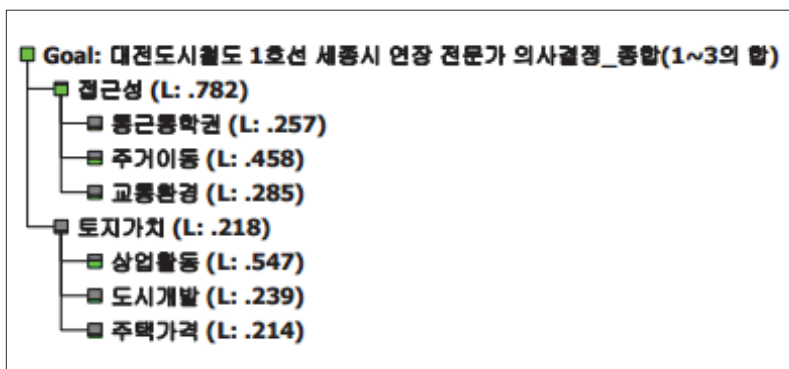 Goal: 대전도시철도 1호선 세종시 연장 전문가 의사결정_종합(1~3의 합)
접근성 (L: .782)
통근통학권 (L: .257)
주거이동 (L: .458)
교통환경 (L: .285)
토지가치 (L: .218)
상업활동 (L: .547)
도시개발 (L: .239)
주택가격 (L: .214)